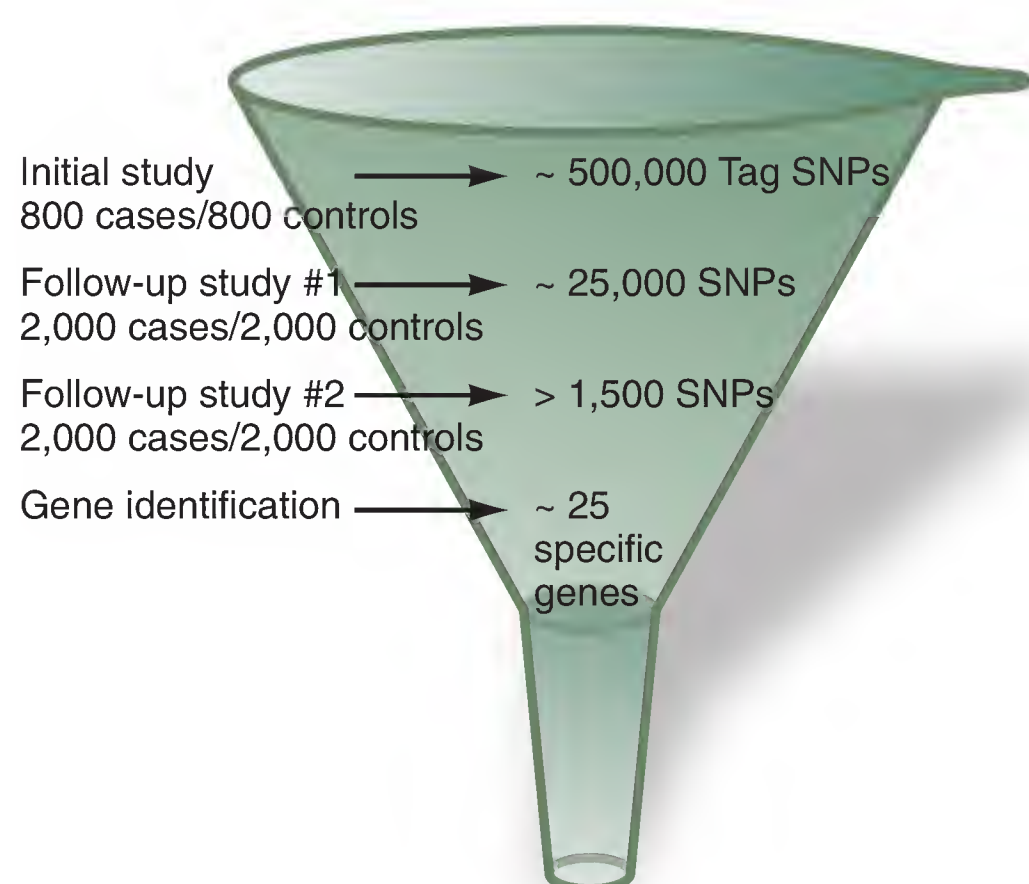 Initial study
~ 500,000 Tag SNPs
800 cases/800 controls
Follow-up study #1
~ 25,000 SNPs
2,000 cases/2,000 controls
Follow-up study #2
> 1,500 SNPs
2,000 cases/2,000 controls
Gene identification
~ 25
specific
genes